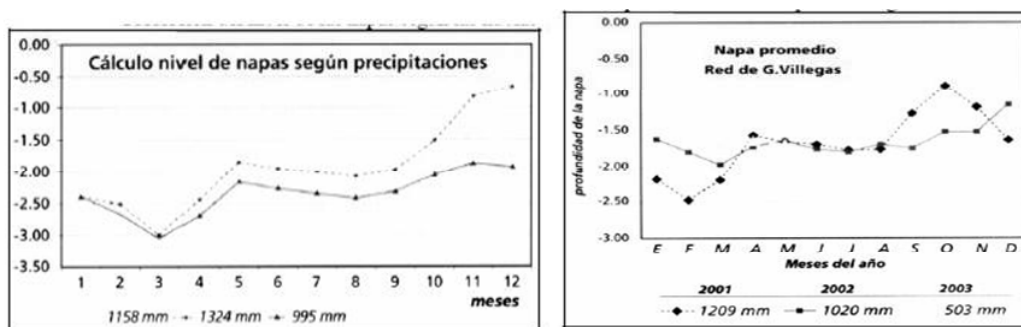 Cálculo nivel de napas según precipitaciones
0.00
-0.50
-1.00
-1.50
-2.00
-2.50
-3.00
-3.50
1 2 3 4 5 6 7 8 9 10 11 12
meses
1158 mm 1324 mm 995 mm
Napa promedio
Red de G.Villegas
profundidad de la napa
0.00
-0.50
-1.00
-1.50
-2.00
-2.50
-3.00
E F M A M J J A S O N D
Meses del año
2001 2002 2003
1209 mm 1020 mm 503 mm